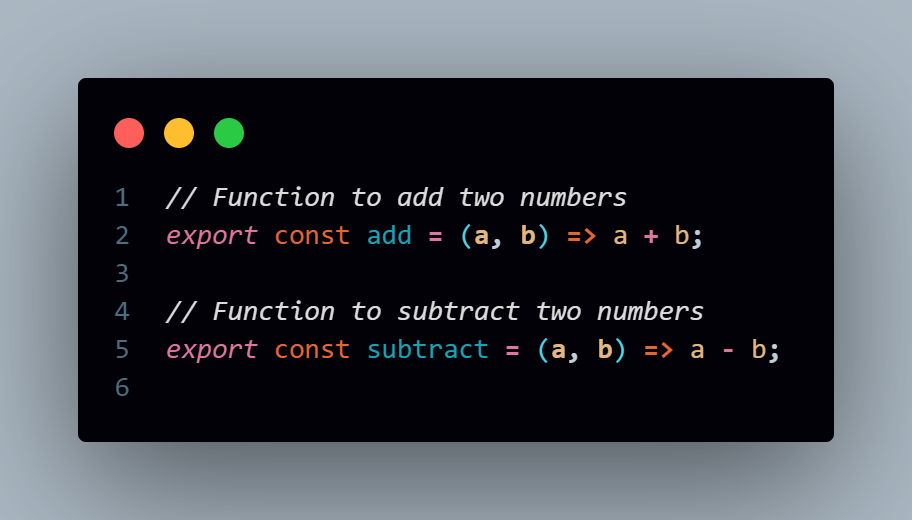 1 // Function to add two numbers
2 export const add = (a, b) => a + b;
3
4 // Function to subtract two numbers
5 export const subtract = (a, b) => a - b;
6